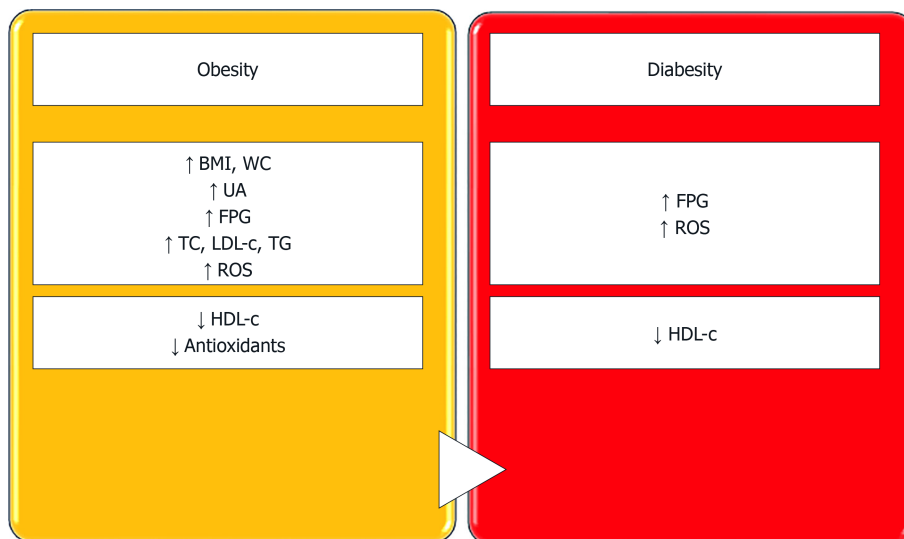 Obesity
↑ BMI, WC
↑ UA
↑ FPG
↑ TC, LDL-c, TG
↑ ROS
↓ HDL-c
↓ Antioxidants
Diabesity
↑ FPG
↑ ROS
↓ HDL-c